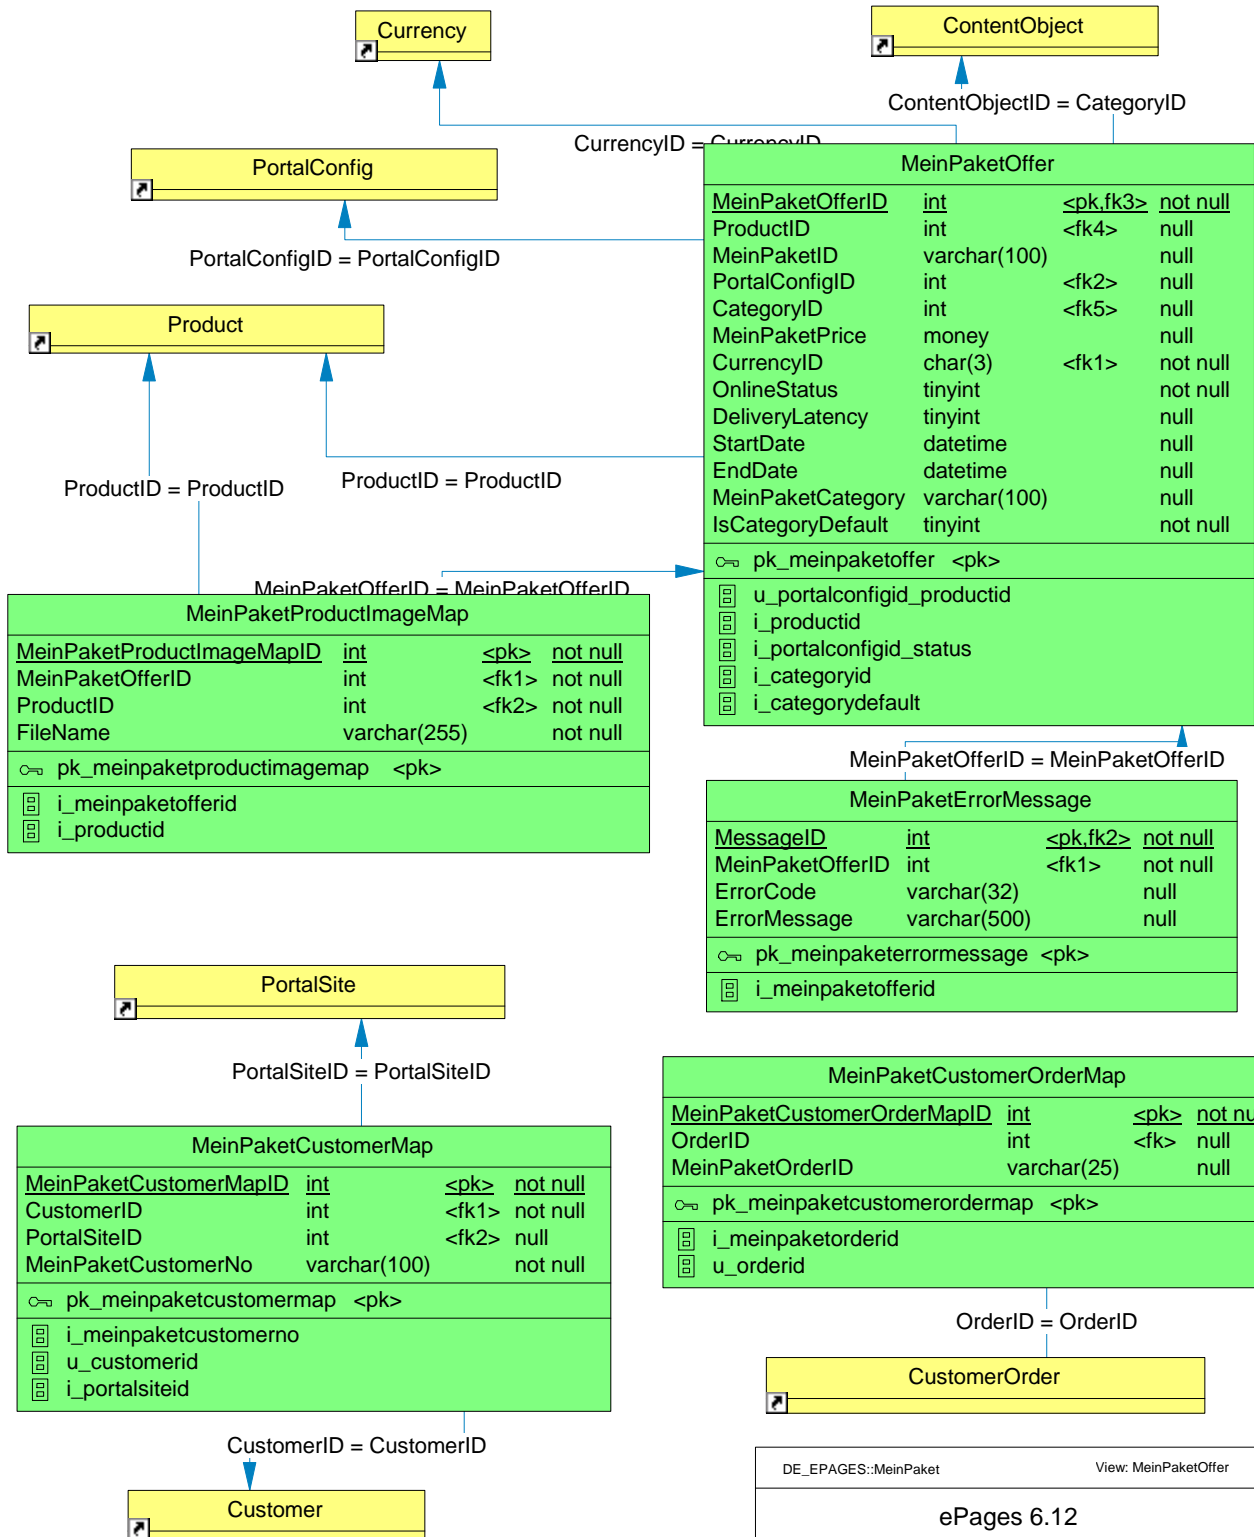 Currency
ContentObject
ContentObjectID = CategoryID
CurrencyID = CurrencyID
PortalConfig
PortalConfigID = PortalConfigID
Product
ProductID = ProductID
ProductID = ProductID
MeinPaketOffer
MeinPaketOfferID int <pk,fk3> not null
ProductID int <fk4> null
MeinPaketID varchar(100) null
PortalConfigID int <fk2> null
CategoryID int <fk5> null
MeinPaketPrice money null
CurrencyID char(3) <fk1> not null
OnlineStatus tinyint not null
DeliveryLatency tinyint null
StartDate datetime null
EndDate datetime null
MeinPaketCategory varchar(100) null
IsCategoryDefault tinyint not null
pk_meinpaketoffer <pk>
u_portalconfigid_productid
i_productid
i_portalconfigid_status
i_categoryid
i_categorydefault
MeinPaketOfferID = MeinPaketOfferID
MeinPaketProductImageMap
MeinPaketProductImageMapID int <pk> not null
MeinPaketOfferID int <fk1> not null
ProductID int <fk2> not null
FileName varchar(255) not null
pk_meinpaketproductimagemap <pk>
i_meinpaketofferid
i_productid
MeinPaketOfferID = MeinPaketOfferID
MeinPaketErrorMessage
MessageID int <pk,fk2> not null
MeinPaketOfferID int <fk1> not null
ErrorCode varchar(32) null
ErrorMessage varchar(500) null
pk_meinpaketerrormessage <pk>
i_meinpaketofferid
PortalSite
PortalSiteID = PortalSiteID
MeinPaketCustomerMap
MeinPaketCustomerMapID int <pk> not null
CustomerID int <fk1> not null
PortalSiteID int <fk2> null
MeinPaketCustomerNo varchar(100) not null
pk_meinpaketcustomermap <pk>
i_meinpaketcustomerno
u_customerid
i_portalsiteid
CustomerID = CustomerID
Customer
MeinPaketCustomerOrderMap
MeinPaketCustomerOrderMapID int <pk> not nu
OrderID int <fk> null
MeinPaketOrderID varchar(25) null
pk_meinpaketcustomerordermap <pk>
i_meinpaketorderid
u_orderid
OrderID = OrderID
CustomerOrder
DE_EPAGES::MeinPaket View: MeinPaketOffer
ePages 6.12